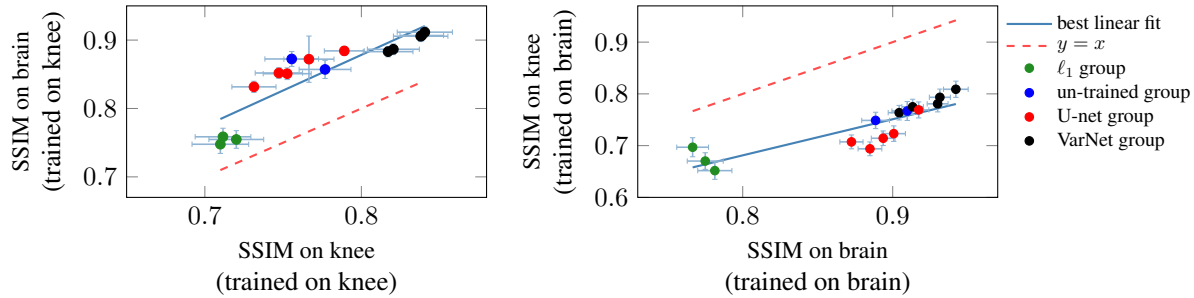 SSIM on brain
(trained on knee)
0.9
0.8
0.7
0.7
0.8
SSIM on knee
(trained on knee)
SSIM on knee
(trained on brain)
0.9
0.8
0.7
0.6
0.8
0.9
SSIM on brain
(trained on brain)
best linear fit
y = x
ℓ₁ group
un-trained group
U-net group
VarNet group